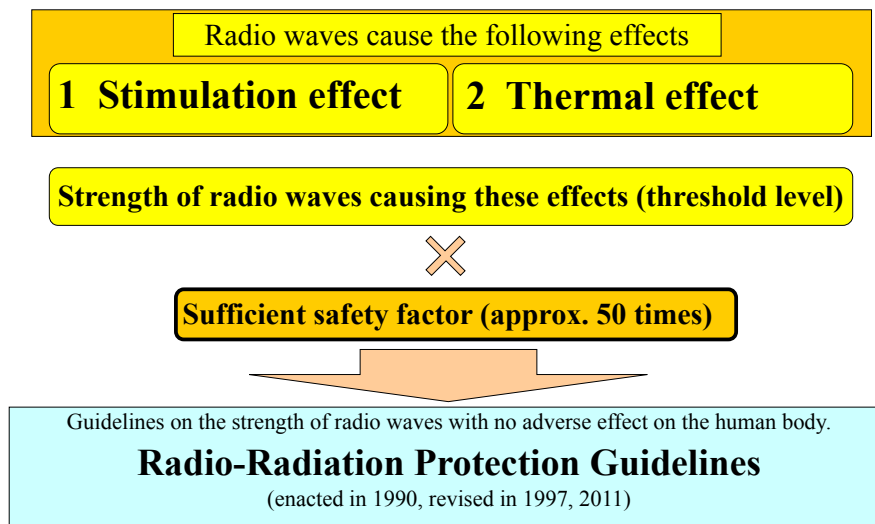 Radio waves cause the following effects
1 Stimulation effect
2 Thermal effect
Strength of radio waves causing these effects (threshold level)
Sufficient safety factor (approx. 50 times)
Guidelines on the strength of radio waves with no adverse effect on the human body.
Radio-Radiation Protection Guidelines
(enacted in 1990, revised in 1997, 2011)